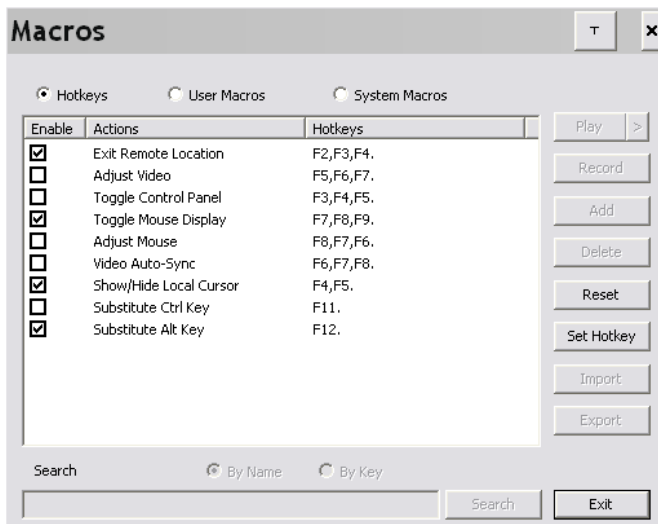 Macros T ×
Hotkeys User Macros System Macros
Enable Actions Hotkeys Play >
Exit Remote Location F2,F3,F4.
Adjust Video F5,F6,F7. Record
Toggle Control Panel F3,F4,F5.
Toggle Mouse Display F7,F8,F9. Add
Adjust Mouse F8,F7,F6.
Video Auto-Sync F6,F7,F8. Delete
Show/Hide Local Cursor F4,F5. Reset
Substitute Ctrl Key F11.
Substitute Alt Key F12. Set Hotkey
Import
Export
Search By Name By Key
Search Exit